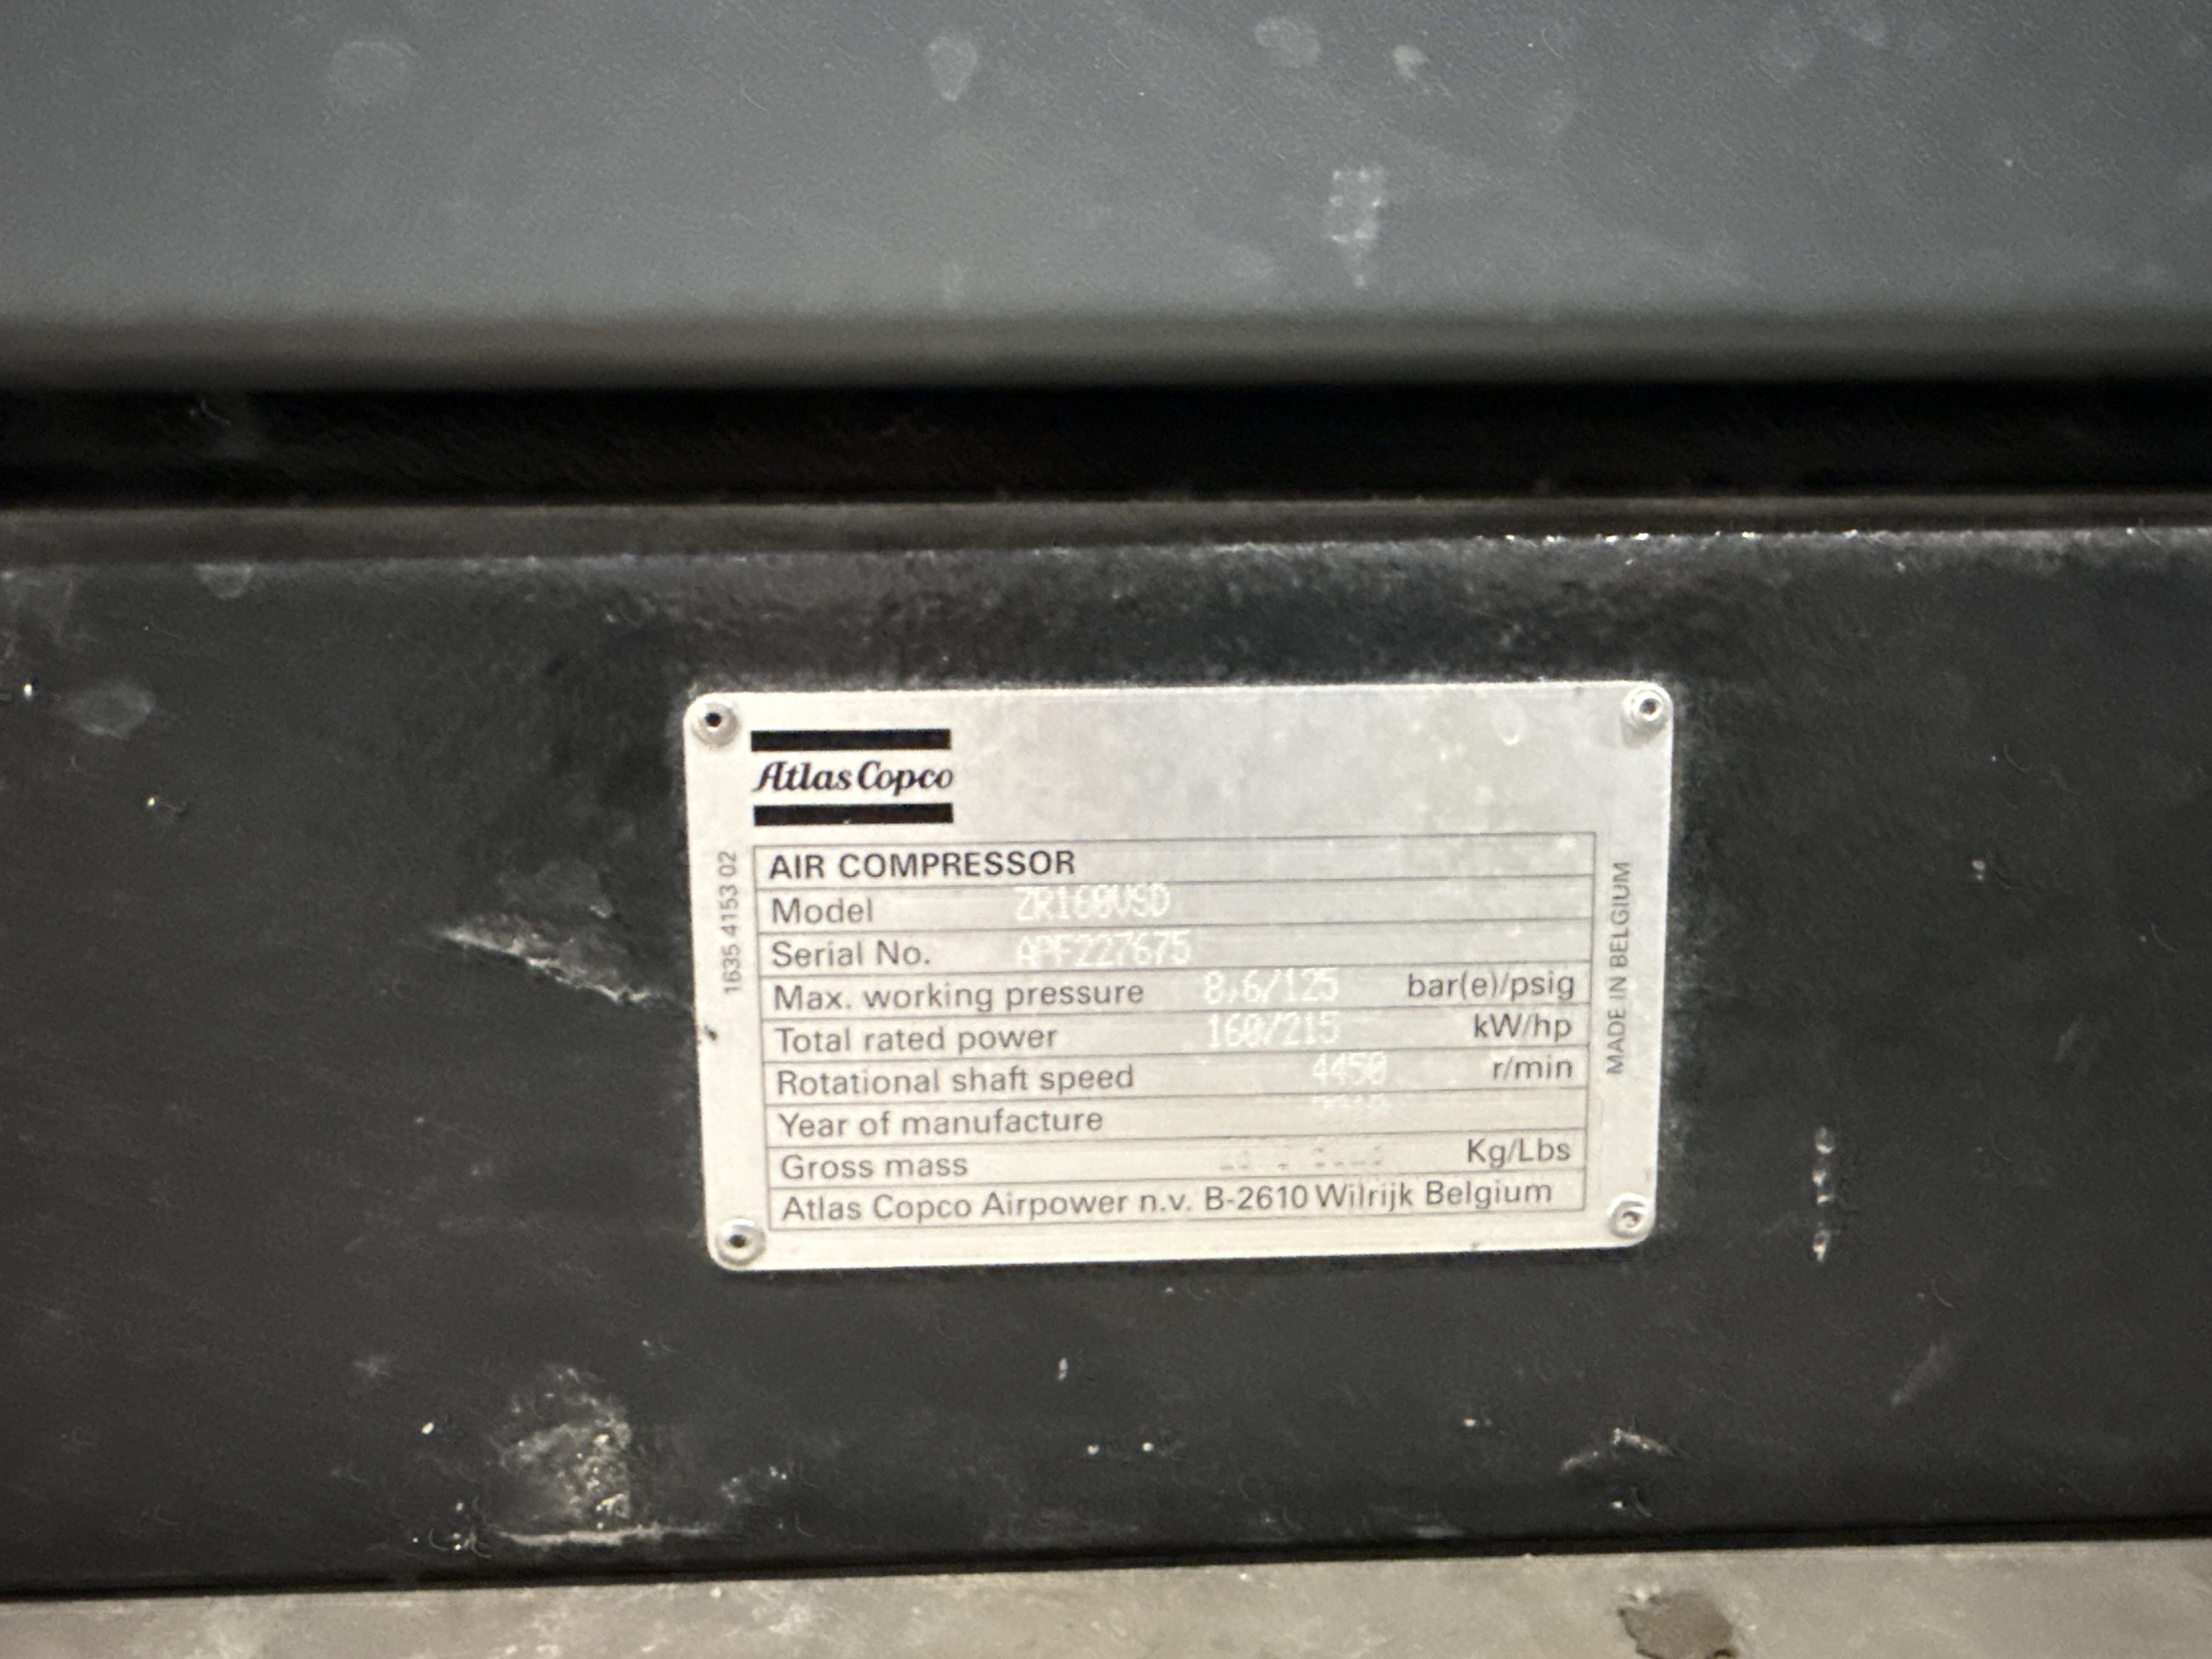 Atlas Copco
AIR COMPRESSOR
Model ZR160VSD
Serial No. APF227675
Max. working pressure 8,6/125 bar(e)/psig
Total rated power 160/215 kW/hp
Rotational shaft speed 4450 r/min
Year of manufacture
Gross mass Kg/Lbs
Atlas Copco Airpower n.v. B-2610 Wilrijk Belgium
1635 4153 02
MADE IN BELGIUM